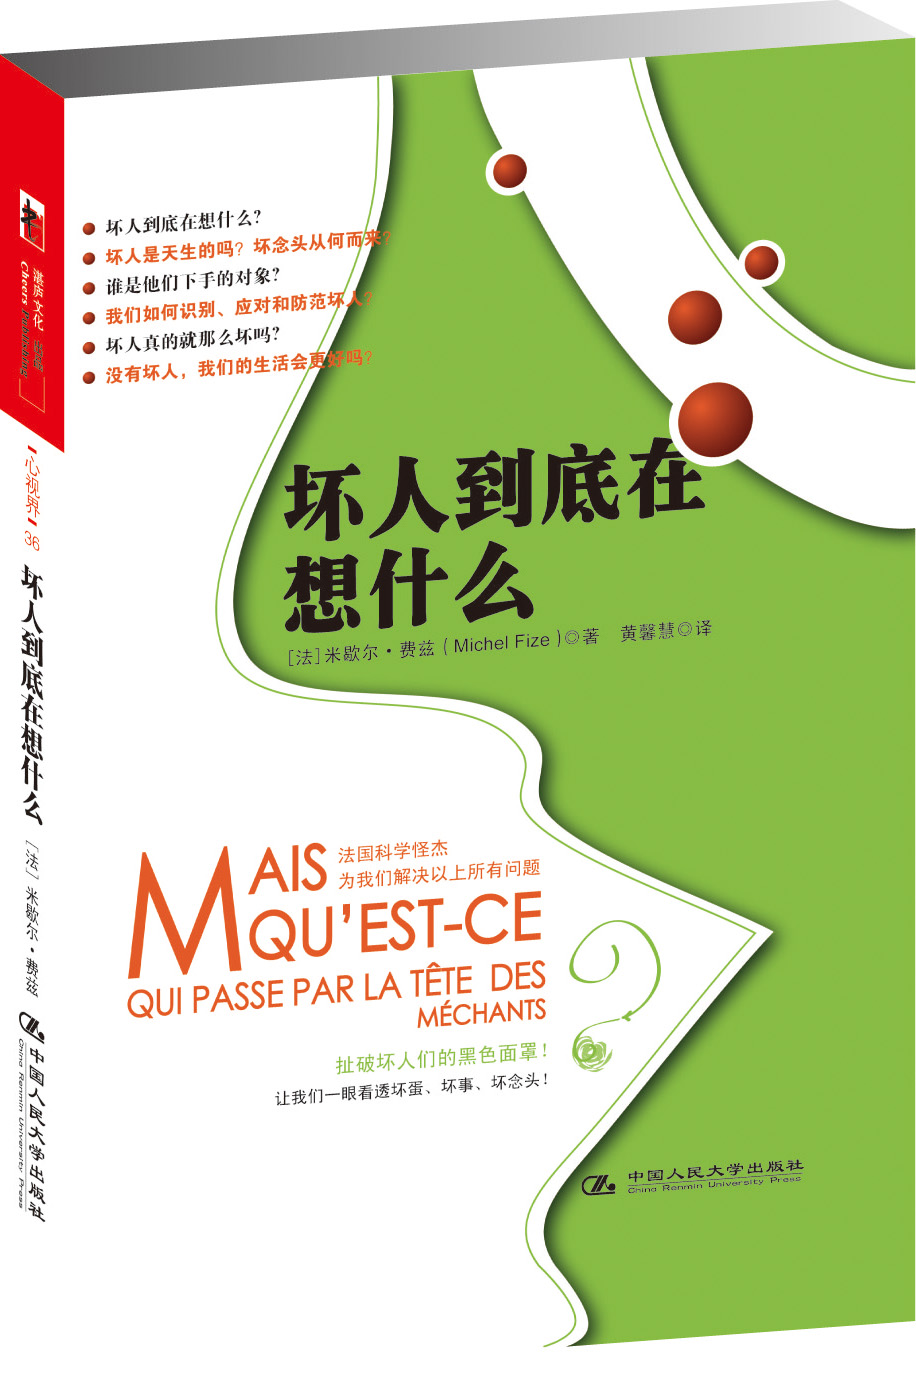 坏人到底在想什么?
坏人是天生的吗? 坏念头从何而来?
谁是他们下手的对象?
我们如何识别、应对和防范坏人?
坏人真的就那么坏吗?
没有坏人，我们的生活会更好吗?
坏人到底在
想什么
[法]米歇尔·费兹 ( Michel Fize ) ◎著 黄馨慧◎译
MAIS
法国科学怪杰
为我们解决以上所有问题
QU'EST-CE
QUI PASSE PAR LA TÊTE DES
MÉCHANTS
扯破坏人们的黑色面罩!
让我们一眼看透坏蛋、坏事、坏念头!
中国人民大学出版社
China Renmin University Press
湛庐文化
Cheers Publishing
心视界
36
坏人到底在想什么
[法] 米歇尔·费兹
中国人民大学出版社
China Renmin University Press